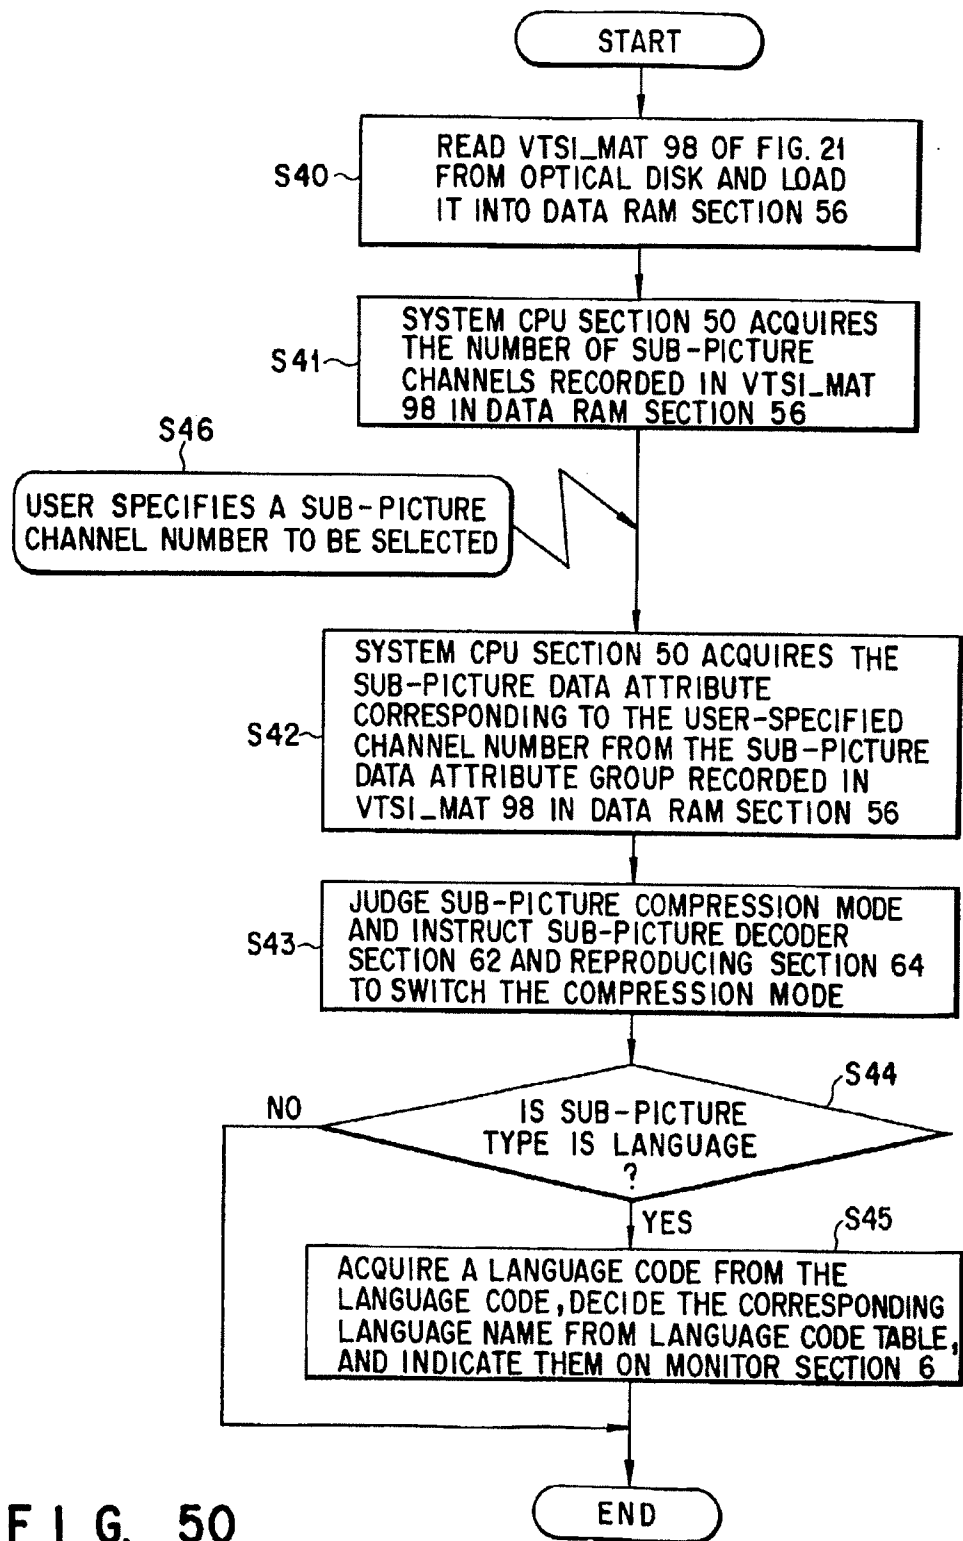 START
S40
READ VTSI_MAT 98 OF FIG. 21
FROM OPTICAL DISK AND LOAD
IT INTO DATA RAM SECTION 56
S41
SYSTEM CPU SECTION 50 ACQUIRES
THE NUMBER OF SUB-PICTURE
CHANNELS RECORDED IN VTSI_MAT
98 IN DATA RAM SECTION 56
S46
USER SPECIFIES A SUB-PICTURE
CHANNEL NUMBER TO BE SELECTED
S42
SYSTEM CPU SECTION 50 ACQUIRES THE
SUB-PICTURE DATA ATTRIBUTE
CORRESPONDING TO THE USER-SPECIFIED
CHANNEL NUMBER FROM THE SUB-PICTURE
DATA ATTRIBUTE GROUP RECORDED IN
VTSI_MAT 98 IN DATA RAM SECTION 56
S43
JUDGE SUB-PICTURE COMPRESSION MODE
AND INSTRUCT SUB-PICTURE DECODER
SECTION 62 AND REPRODUCING SECTION 64
TO SWITCH THE COMPRESSION MODE
S44
NO
IS SUB-PICTURE
TYPE IS LANGUAGE
?
YES
S45
ACQUIRE A LANGUAGE CODE FROM THE
LANGUAGE CODE, DECIDE THE CORRESPONDING
LANGUAGE NAME FROM LANGUAGE CODE TABLE,
AND INDICATE THEM ON MONITOR SECTION 6
END
FIG. 50